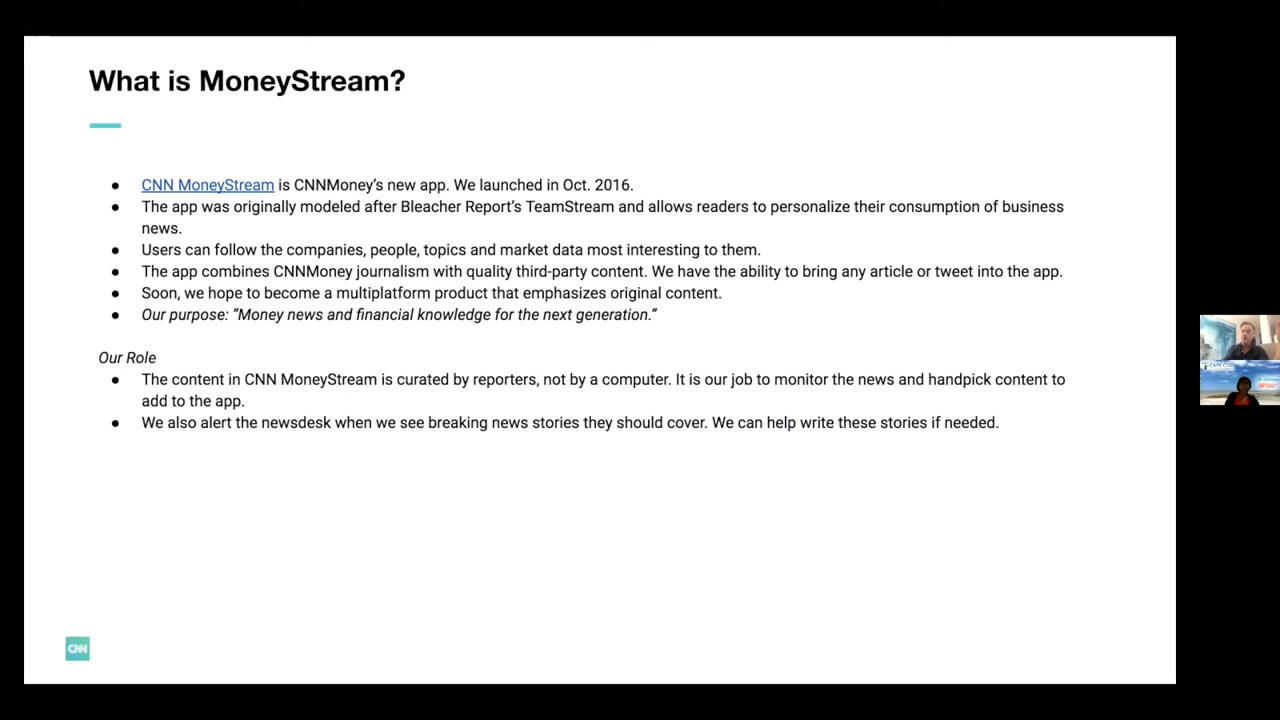 What is MoneyStream?
● CNN MoneyStream is CNNMoney’s new app. We launched in Oct. 2016.
● The app was originally modeled after Bleacher Report’s TeamStream and allows readers to personalize their consumption of business
news.
● Users can follow the companies, people, topics and market data most interesting to them.
● The app combines CNNMoney journalism with quality third-party content. We have the ability to bring any article or tweet into the app.
● Soon, we hope to become a multiplatform product that emphasizes original content.
● Our purpose: “Money news and financial knowledge for the next generation.”
Our Role
● The content in CNN MoneyStream is curated by reporters, not by a computer. It is our job to monitor the news and handpick content to
add to the app.
● We also alert the newsdesk when we see breaking news stories they should cover. We can help write these stories if needed.
CNN
CAPE COD